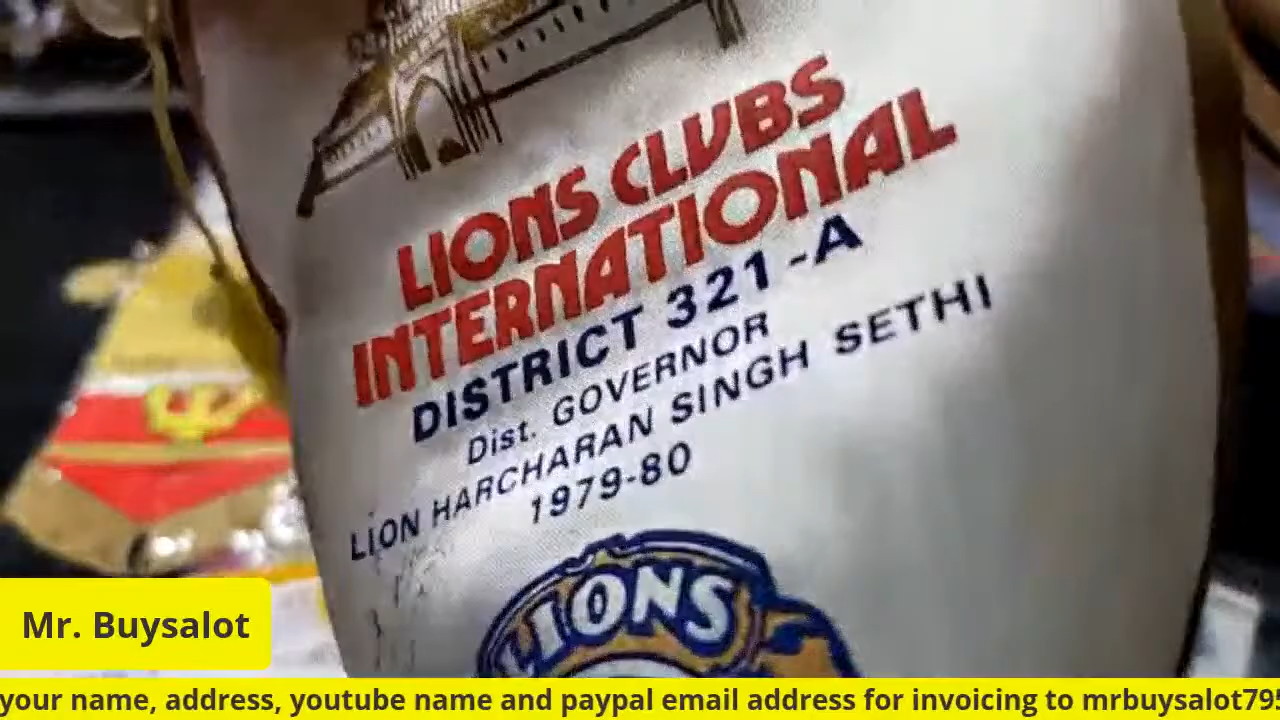 LIONS CLUBS
INTERNATIONAL
DISTRICT 321-A
Dist. GOVERNOR
LION HARCHARAN SINGH SETHI
1979-80
LIONS
Mr. Buysalot
your name, address, youtube name and paypal email address for invoicing to mrbuysalot795